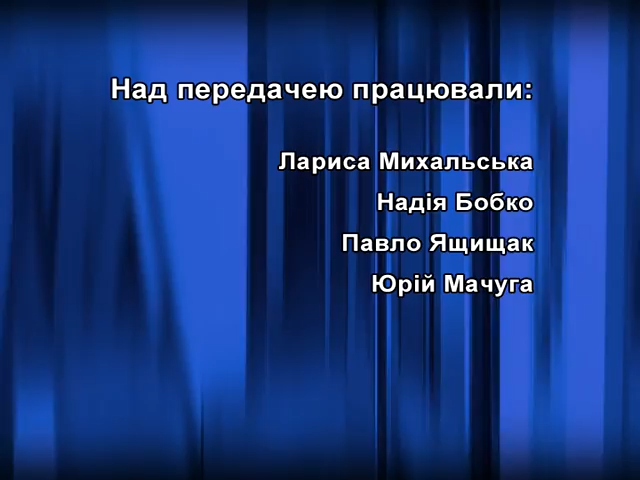 Над передачею працювали:
Лариса Михальська
Надія Бобко
Павло Ящищак
Юрій Мачуга